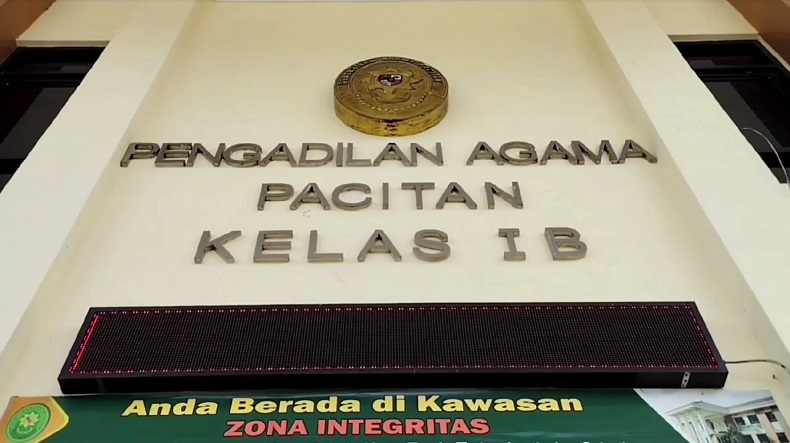 PENGADILAN AGAMA
PACITAN
KELAS IB
Anda Berada di Kawasan
ZONA INTEGRITAS